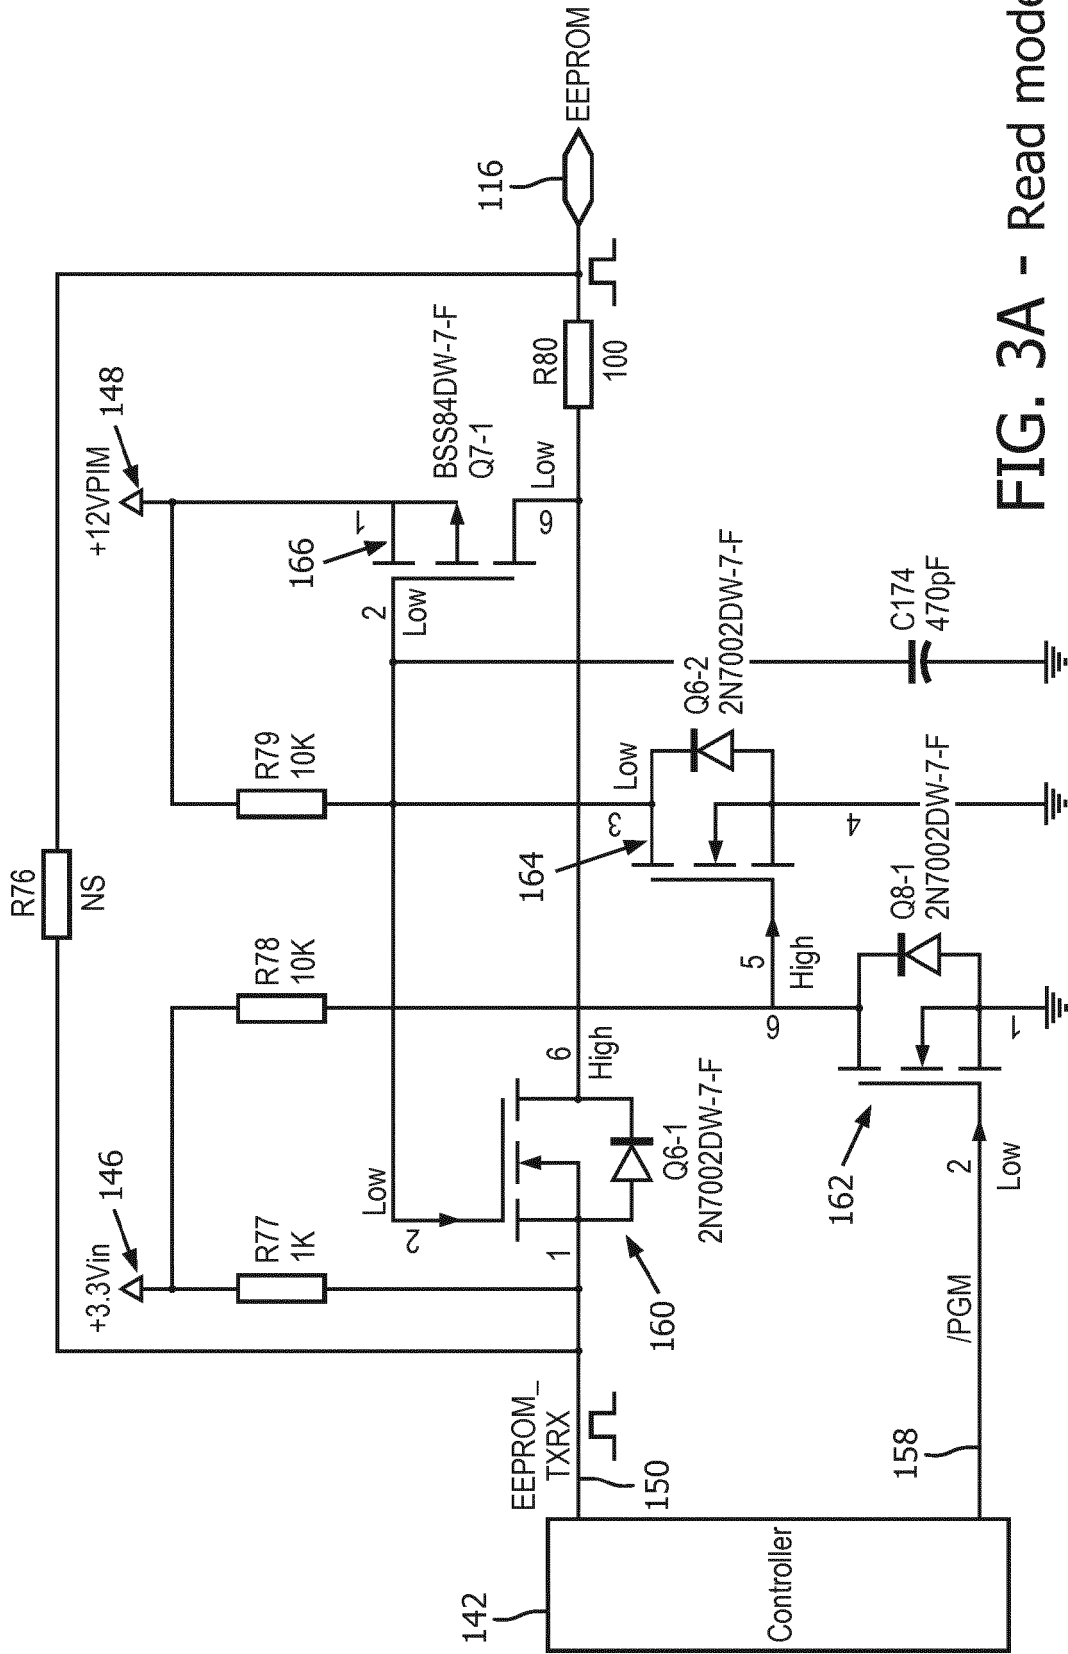 R76
NS
+3.3Vin
146
R77
1K
R78
10K
R79
10K
+12VPIM
148
166
1
BSS84DW-7-F
Q7-1
2
Low
6
Low
R80
100
116
EEPROM
Low
2
1
6
High
Q6-1
2N7002DW-7-F
160
EEPROM_
TXRX
150
142
Controller
158
/PGM
2
Low
162
6
1
Q8-1
2N7002DW-7-F
5
High
164
3
Low
4
Q6-2
2N7002DW-7-F
C174
470pF
FIG. 3A - Read mode